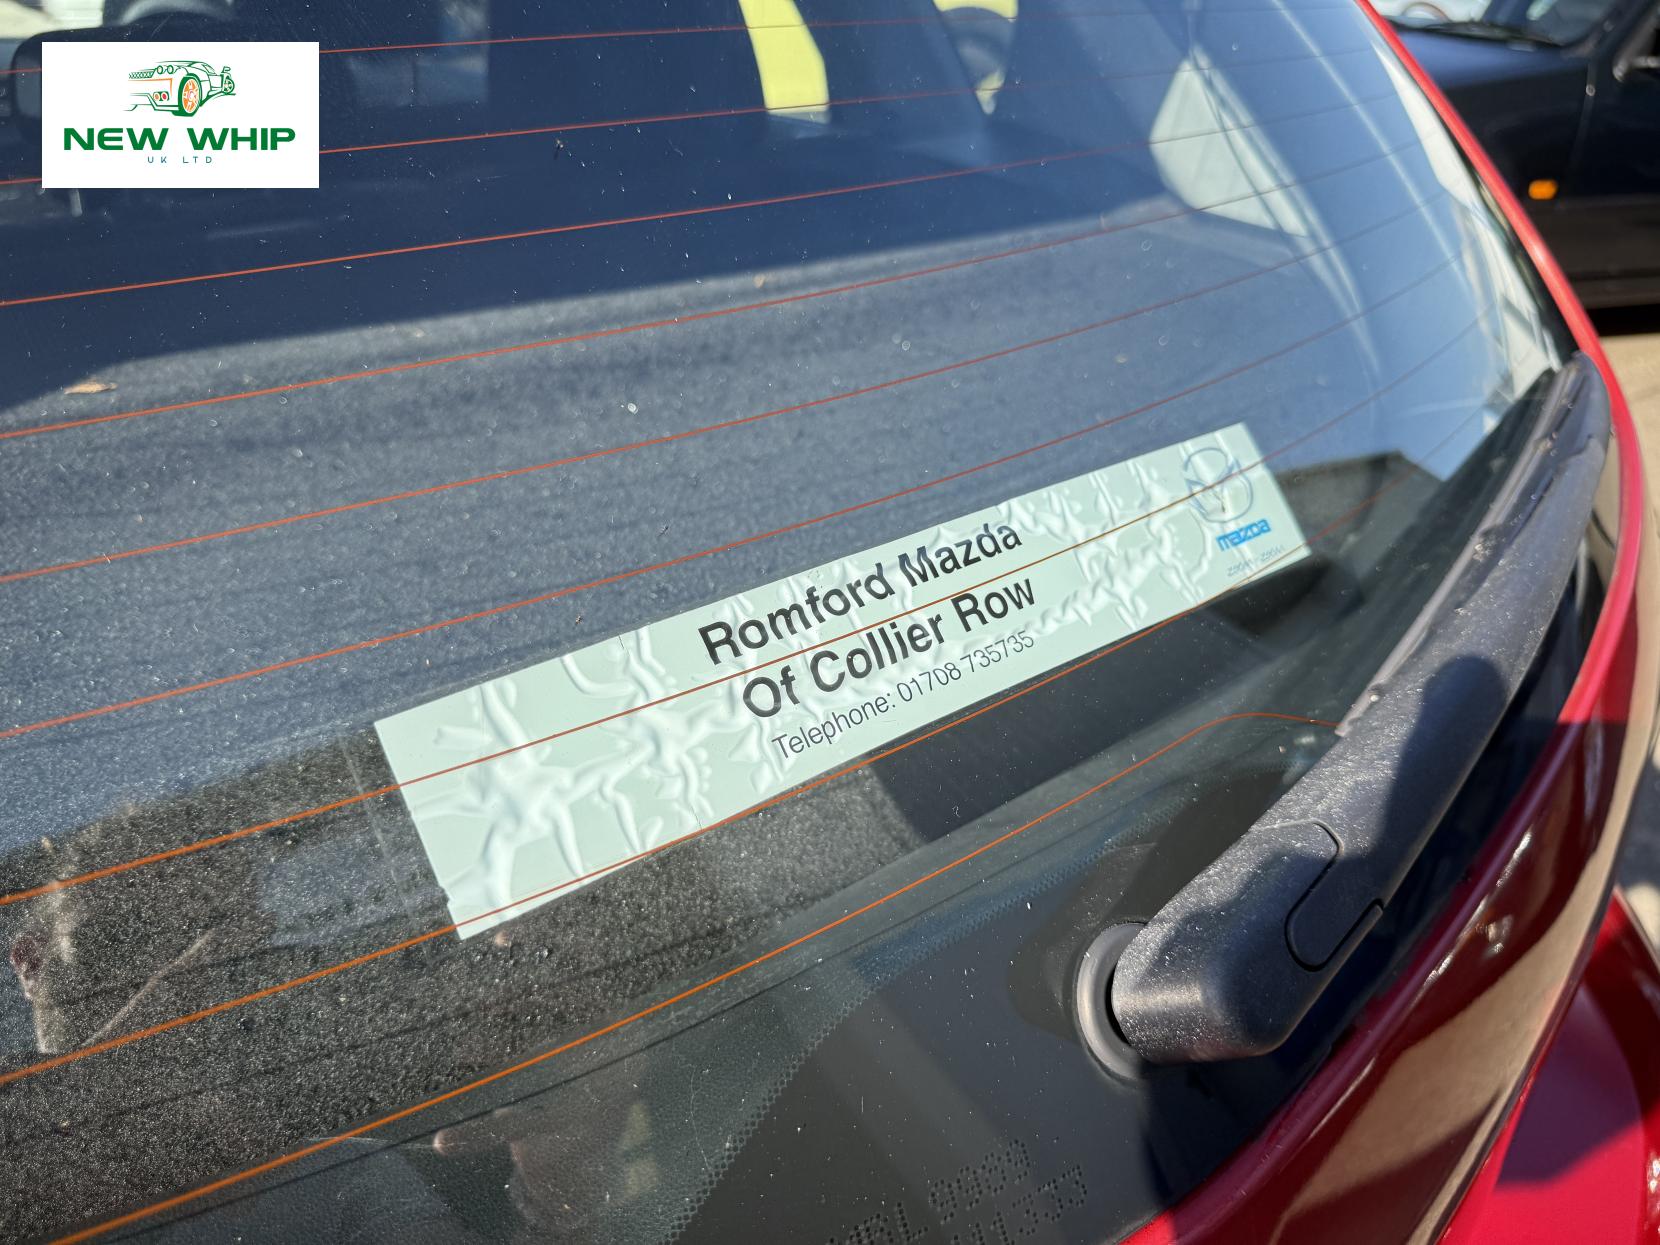 NEW WHIP
UK LTD
Romford Mazda
Of Collier Row
Telephone: 01708 735735
mazda